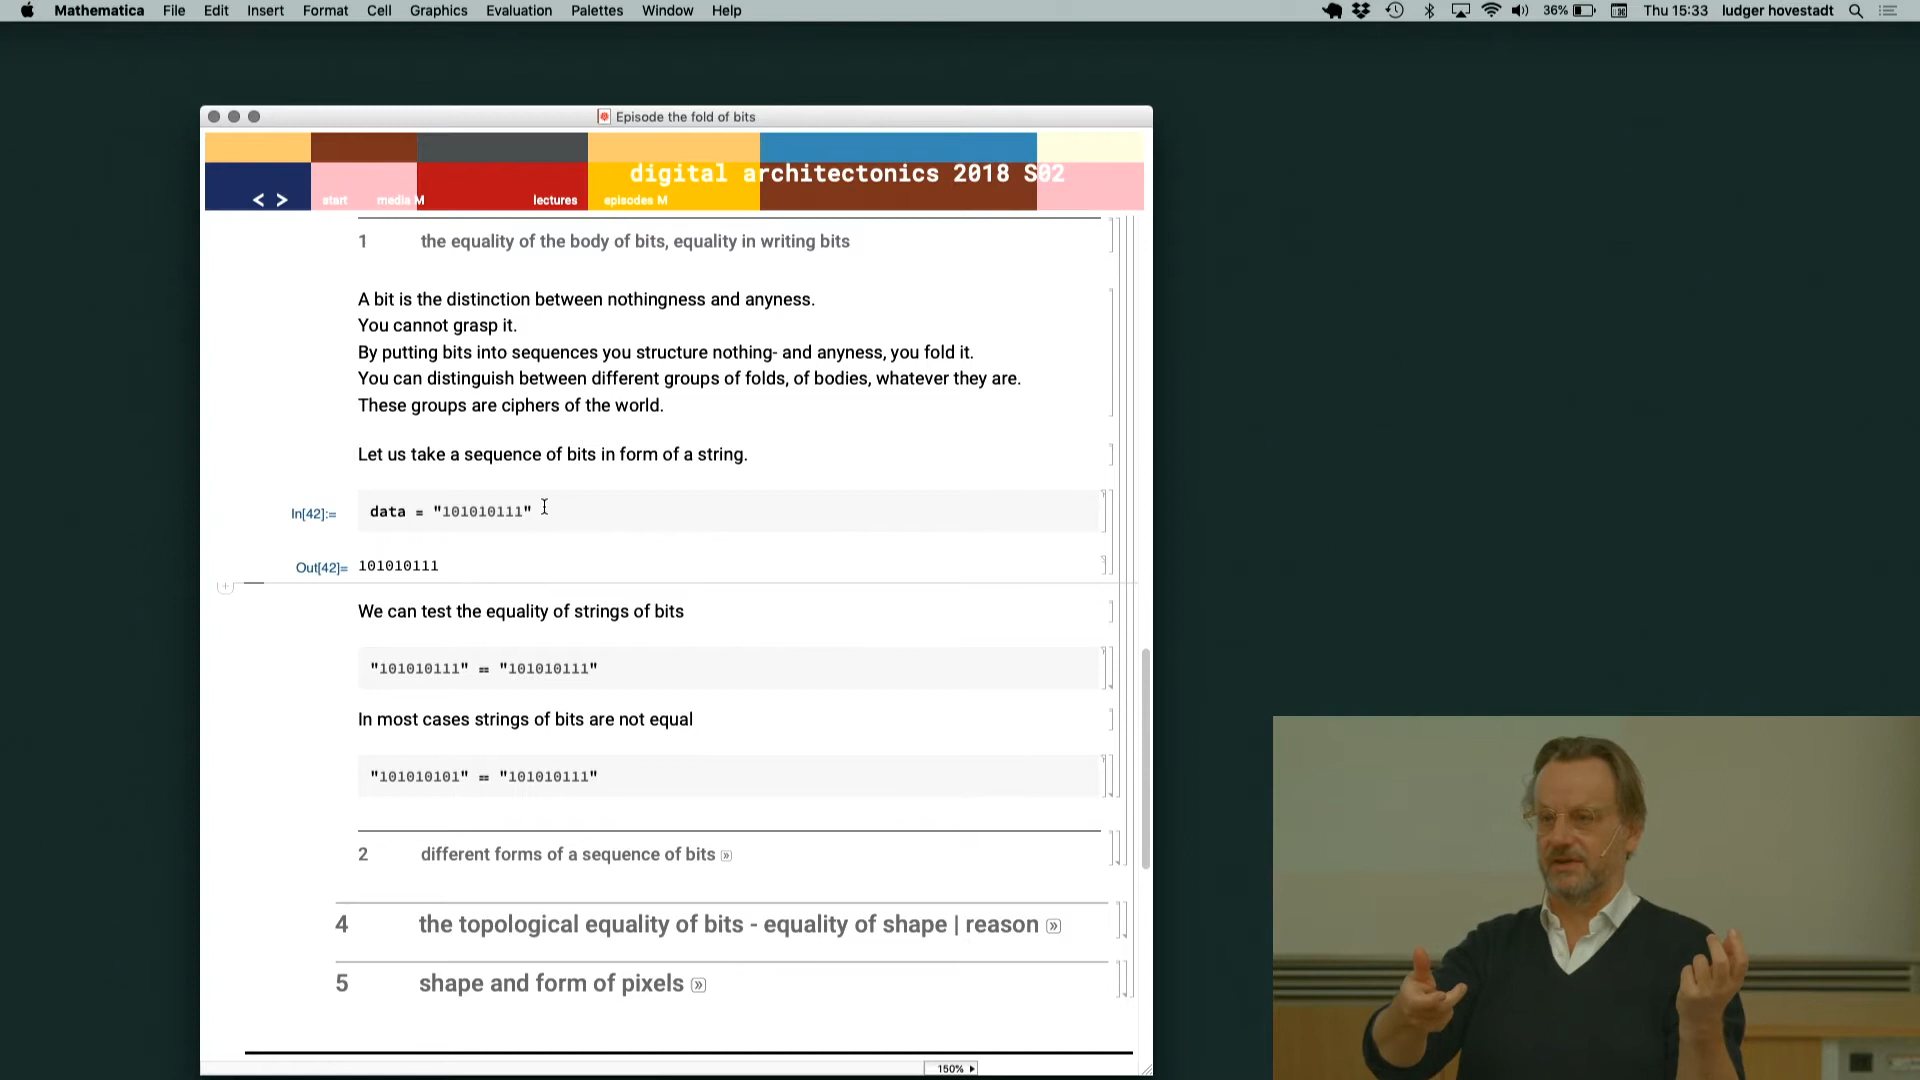 Mathematica File Edit Insert Format Cell Graphics Evaluation Palettes Window Help 36% Thu 15:33 ludger hovestadt
Episode the fold of bits
digital architectonics 2018 S02
< > start media M lectures episodes M
1 the equality of the body of bits, equality in writing bits
A bit is the distinction between nothingness and anyness.
You cannot grasp it.
By putting bits into sequences you structure nothing- and anyness, you fold it.
You can distinguish between different groups of folds, of bodies, whatever they are.
These groups are ciphers of the world.
Let us take a sequence of bits in form of a string.
In[42]:= data = "101010111"
Out[42]= 101010111
We can test the equality of strings of bits
"101010111" == "101010111"
In most cases strings of bits are not equal
"101010101" == "101010111"
2 different forms of a sequence of bits »
4 the topological equality of bits - equality of shape | reason »
5 shape and form of pixels »
150%